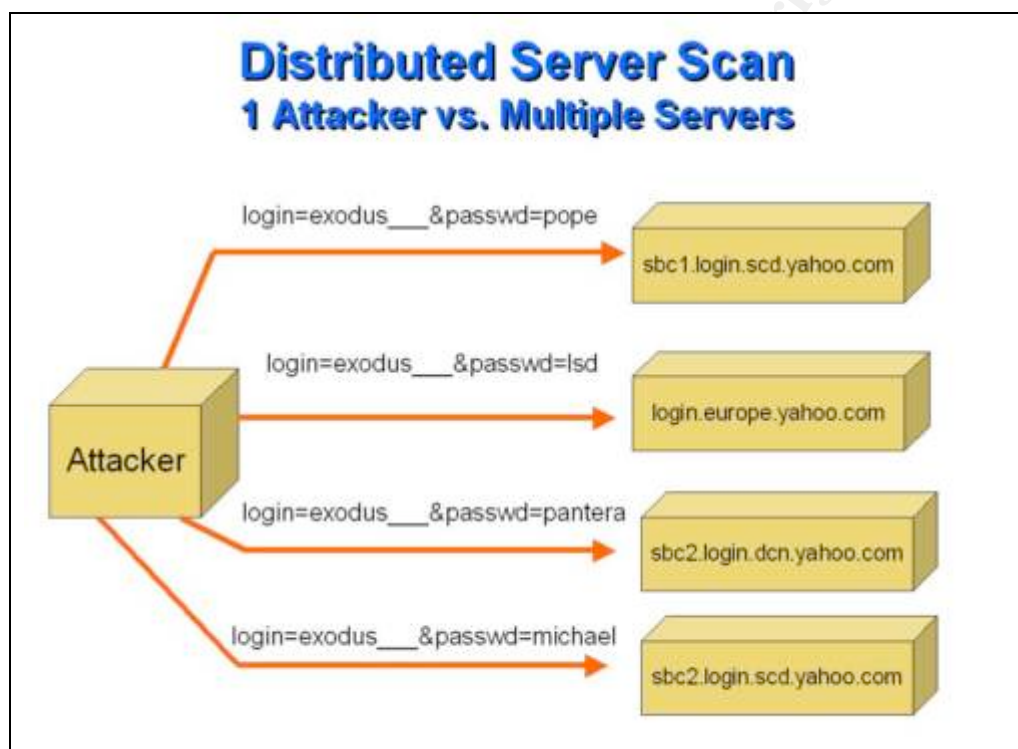 Distributed Server Scan
1 Attacker vs. Multiple Servers
login=exodus___&passwd=pope
sbc1.login.scd.yahoo.com
login=exodus___&passwd=lsd
login.europe.yahoo.com
Attacker
login=exodus___&passwd=pantera
sbc2.login.dcn.yahoo.com
login=exodus___&passwd=michael
sbc2.login.scd.yahoo.com